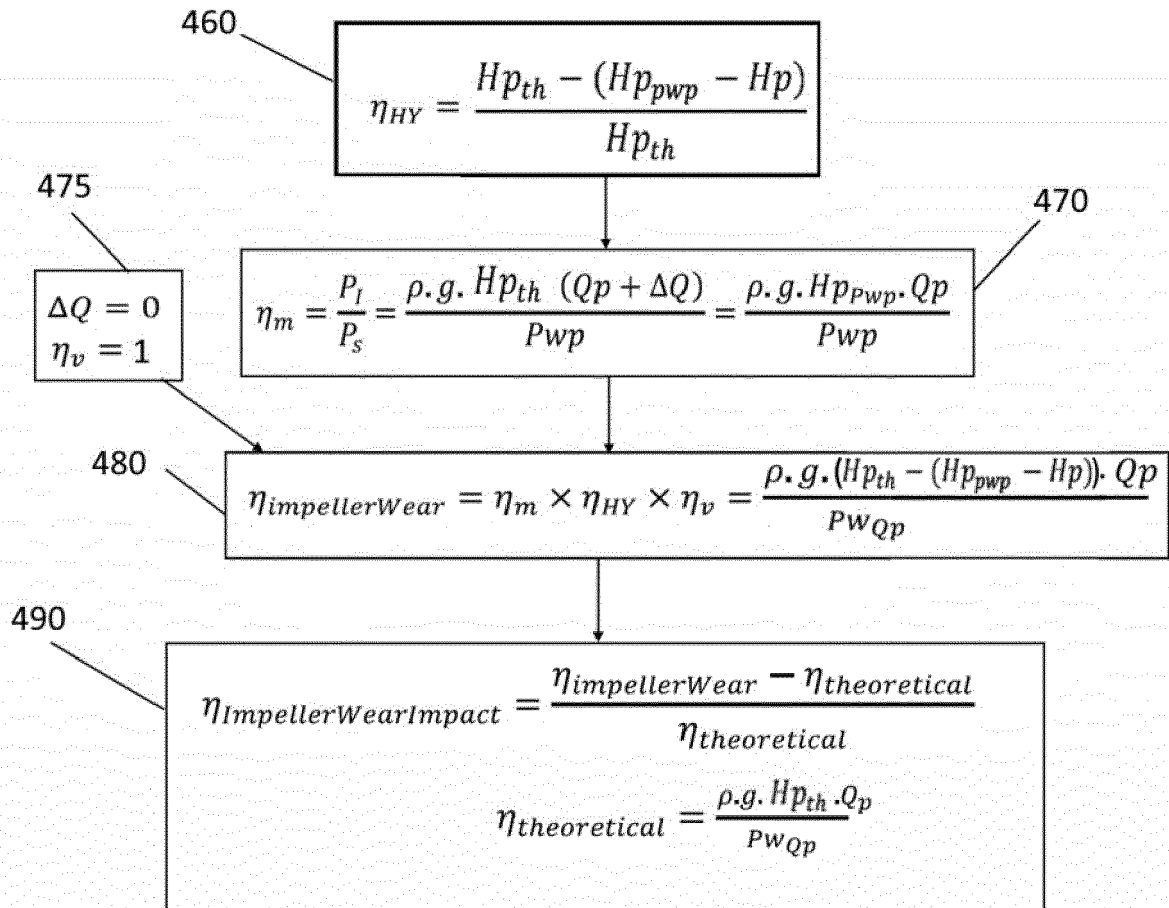 460
η_HY = (Hp_th − (Hp_pwp − Hp)) / Hp_th
475
470
ΔQ = 0
η_v = 1
η_m = P_I / P_s = ρ.g. Hp_th (Qp + ΔQ) / Pwp = ρ.g.Hp_Pwp.Qp / Pwp
480
η_impellerWear = η_m × η_HY × η_v = ρ.g.(Hp_th − (Hp_pwp − Hp)).Qp / Pw_Qp
490
η_ImpellerWearImpact = (η_impellerWear − η_theoretical) / η_theoretical
η_theoretical = ρ.g.Hp_th.Q_p / Pw_Qp